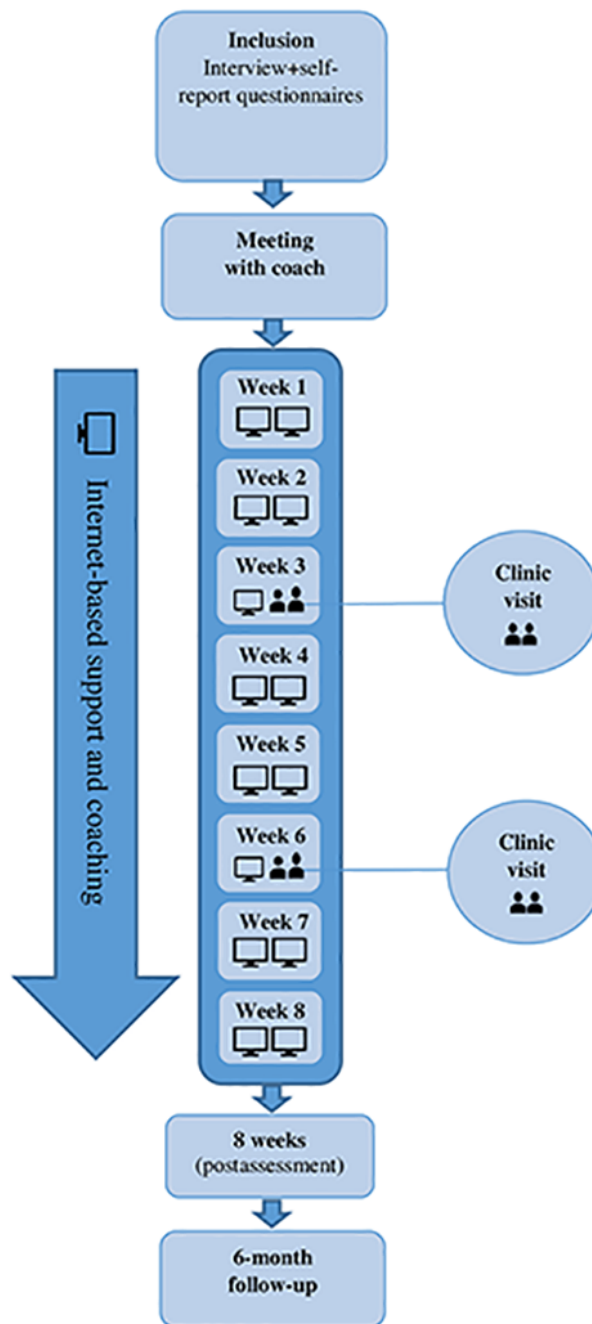 Inclusion
Interview+self-
report questionnaires
Meeting
with coach
Internet-based support and coaching
Week 1
Week 2
Week 3
Clinic
visit
Week 4
Week 5
Week 6
Clinic
visit
Week 7
Week 8
8 weeks
(postassessment)
6-month
follow-up